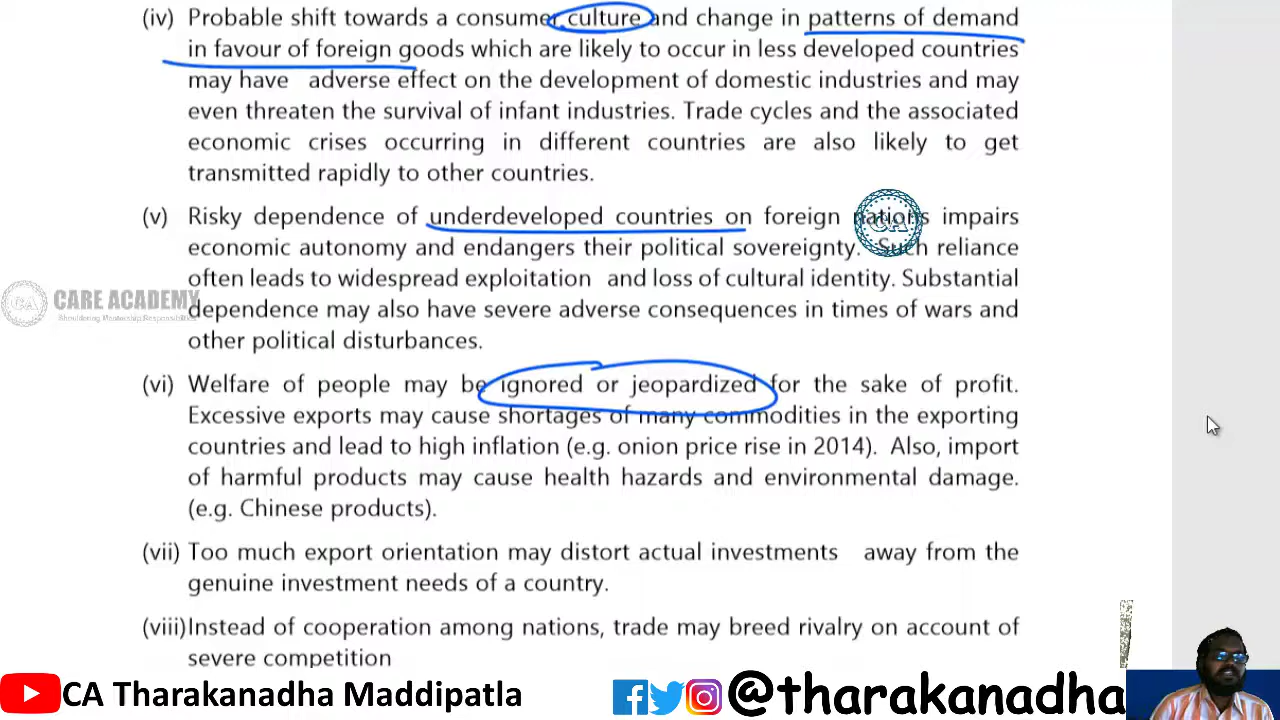 (iv) Probable shift towards a consumer culture and change in patterns of demand
in favour of foreign goods which are likely to occur in less developed countries
may have adverse effect on the development of domestic industries and may
even threaten the survival of infant industries. Trade cycles and the associated
economic crises occurring in different countries are also likely to get
transmitted rapidly to other countries.
(v) Risky dependence of underdeveloped countries on foreign nations impairs
economic autonomy and endangers their political sovereignty. Such reliance
often leads to widespread exploitation and loss of cultural identity. Substantial
CARE ACADEMY
dependence may also have severe adverse consequences in times of wars and
other political disturbances.
(vi) Welfare of people may be ignored or jeopardized for the sake of profit.
Excessive exports may cause shortages of many commodities in the exporting
countries and lead to high inflation (e.g. onion price rise in 2014). Also, import
of harmful products may cause health hazards and environmental damage.
(e.g. Chinese products).
(vii) Too much export orientation may distort actual investments away from the
genuine investment needs of a country.
(viii)Instead of cooperation among nations, trade may breed rivalry on account of
severe competition
CA Tharakanadha Maddipatla
@tharakanadha